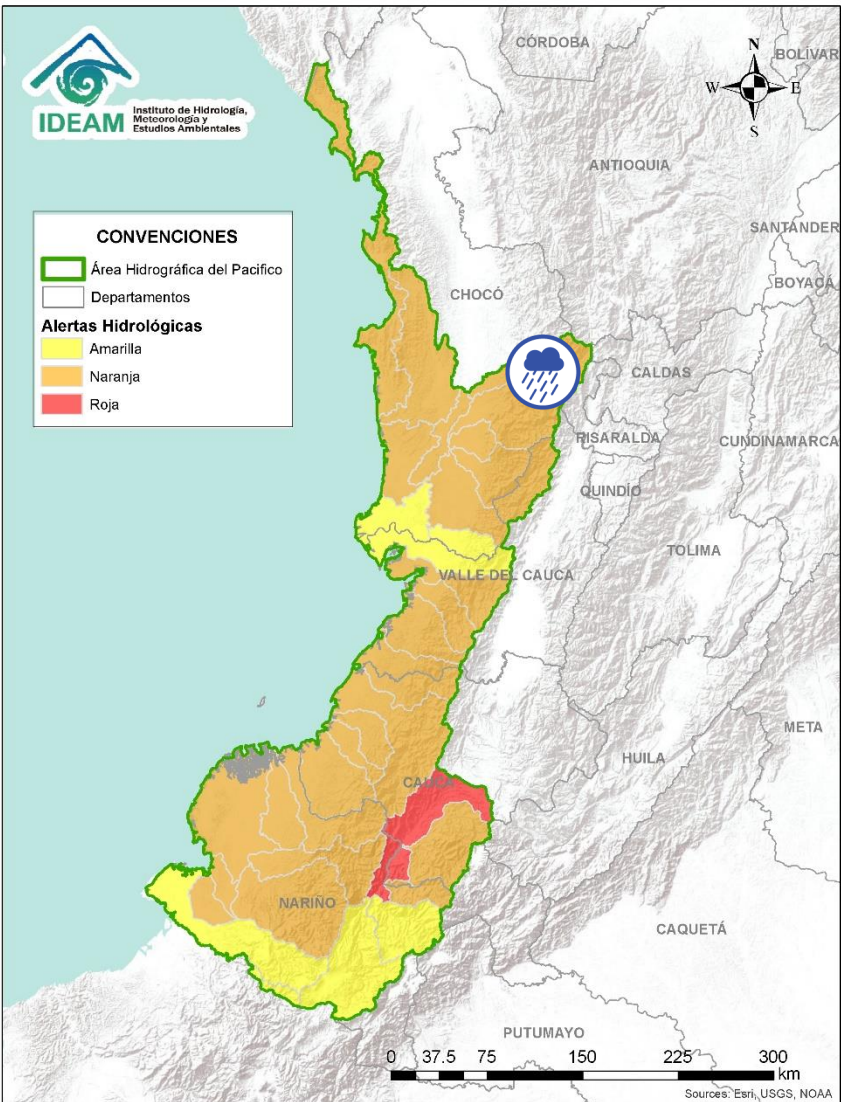 IDEAM
Instituto de Hidrología,
Meteorología y
Estudios Ambientales
N
W
E
S
CONVENCIONES
Área Hidrográfica del Pacifico
Departamentos
Alertas Hidrológicas
Amarilla
Naranja
Roja
CÓRDOBA
BOLIVAR
ANTIOQUIA
SANTANDER
BOYACÁ
CHOCÓ
CALDAS
RISARALDA
CUNDINAMARCA
QUINDÍO
TOLIMA
VALLE DEL CAUCA
META
HUILA
CAUCA
NARIÑO
CAQUETÁ
PUTUMAYO
0 37.5 75 150 225 300
km
Sources: Esri, USGS, NOAA